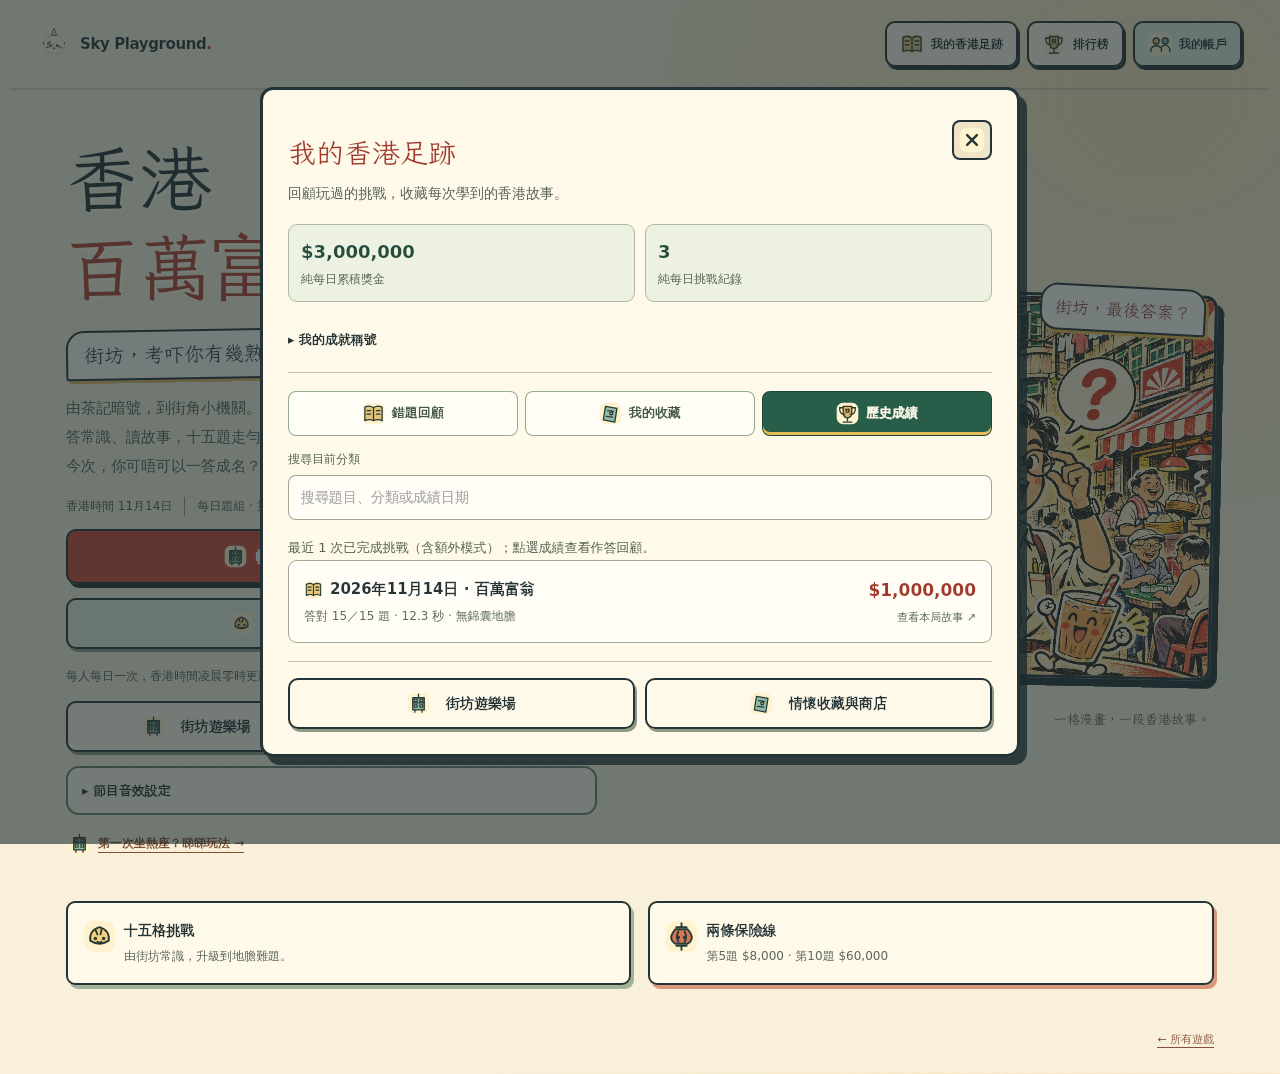 Sky Playground.
我的香港足跡
排行榜
我的帳戶
香港
百萬富
街坊，考吓你有幾熟
由茶記暗號，到街角小機關。
答常識、讀故事，十五題走勻
今次，你可唔可以一答成名？
香港時間 11月14日
每日題組 ·
我的香港足跡
回顧玩過的挑戰，收藏每次學到的香港故事。
$3,000,000
純每日累積獎金
3
純每日挑戰紀錄
▸ 我的成就稱號
錯題回顧
我的收藏
歷史成績
搜尋目前分類
搜尋題目、分類或成績日期
最近 1 次已完成挑戰（含額外模式）；點選成績查看作答回顧。
2026年11月14日 · 百萬富翁
$1,000,000
答對 15／15 題 · 12.3 秒 · 無錦囊地膽
查看本局故事 ↗
街坊遊樂場
情懷收藏與商店
街坊，最後答案？
?
一格漫畫，一段香港故事。
每人每日一次，香港時間凌晨零時更
街坊遊樂場
▸ 節目音效設定
第一次坐熱座？睇睇玩法 →
十五格挑戰
由街坊常識，升級到地膽難題。
兩條保險線
第5題 $8,000 · 第10題 $60,000
← 所有遊戲